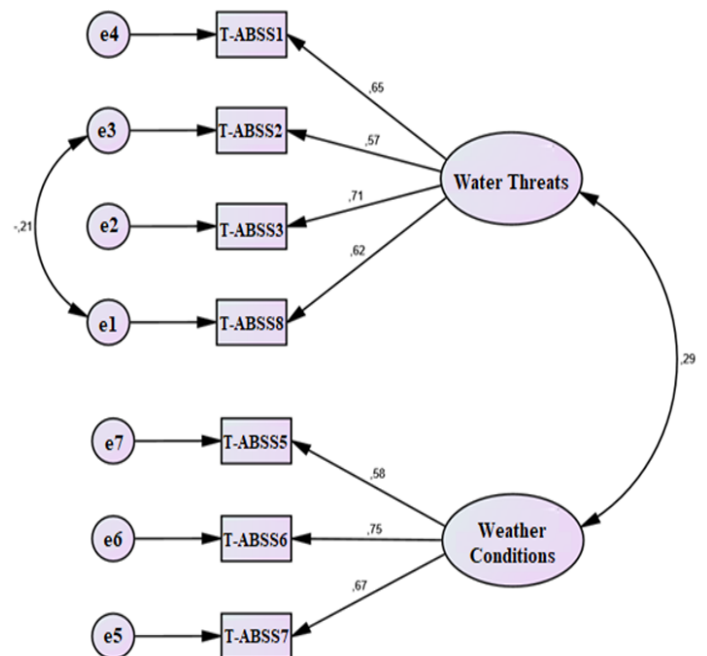 e4
T-ABSS1
,65
e3
T-ABSS2
,57
Water Threats
,71
-,21
e2
T-ABSS3
,62
e1
T-ABSS8
,29
e7
T-ABSS5
,58
e6
T-ABSS6
,75
Weather
Conditions
,67
e5
T-ABSS7